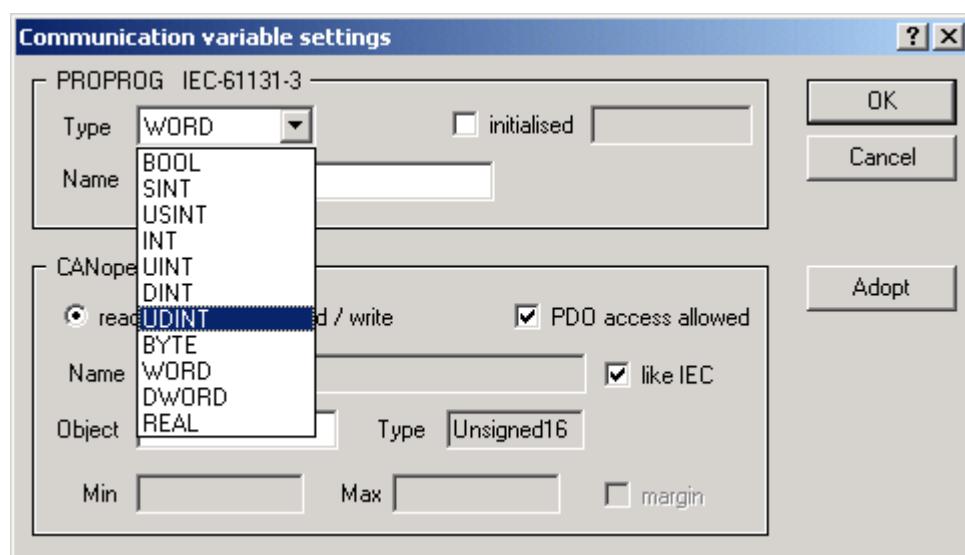 Communication variable settings
PROPROG IEC-61131-3
Type WORD initialised
OK
Name
Cancel
BOOL
SINT
USINT
INT
UINT
DINT
UDINT
BYTE
WORD
DWORD
REAL
CANope
Adopt
read d / write PDO access allowed
Name like IEC
Object Type Unsigned16
Min Max margin